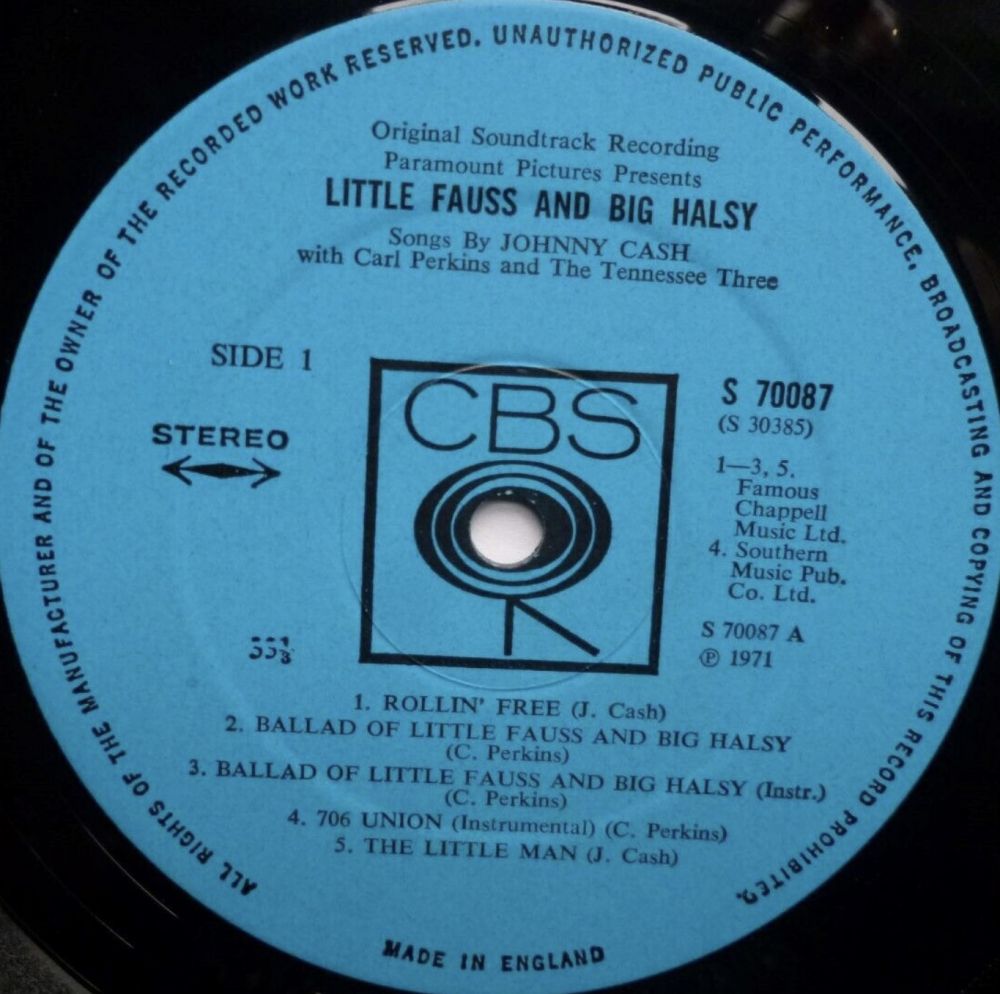 ALL RIGHTS OF THE MANUFACTURER AND OF THE OWNER OF THE RECORDED WORK RESERVED. UNAUTHORIZED PUBLIC PERFORMANCE, BROADCASTING AND COPYING OF THIS RECORD PROHIBITED.
Original Soundtrack Recording
Paramount Pictures Presents
LITTLE FAUSS AND BIG HALSY
Songs By JOHNNY CASH
with Carl Perkins and The Tennessee Three
SIDE 1
STEREO
33⅓
CBS
S 70087
(S 30385)
1—3, 5.
Famous
Chappell
Music Ltd.
4. Southern
Music Pub.
Co. Ltd.
S 70087 A
℗ 1971
1. ROLLIN' FREE (J. Cash)
2. BALLAD OF LITTLE FAUSS AND BIG HALSY
(C. Perkins)
3. BALLAD OF LITTLE FAUSS AND BIG HALSY (Instr.)
(C. Perkins)
4. 706 UNION (Instrumental) (C. Perkins)
5. THE LITTLE MAN (J. Cash)
MADE IN ENGLAND